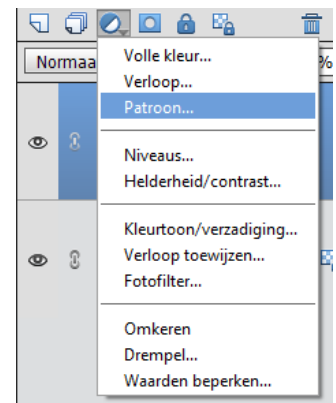 Normaa
%
Volle kleur...
Verloop...
Patroon...
Niveaus...
Helderheid/contrast...
Kleurtoon/verzadiging...
Verloop toewijzen...
Fotofilter...
Omkeren
Drempel...
Waarden beperken...